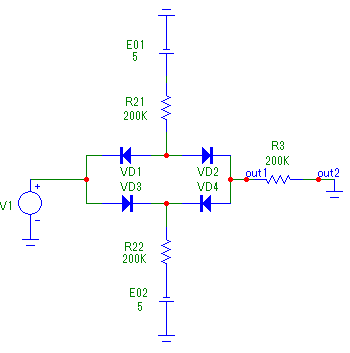 E01
5
R21
200K
R3
200K
VD1
VD2
out1
out2
VD3
VD4
V1
+
-
R22
200K
E02
5